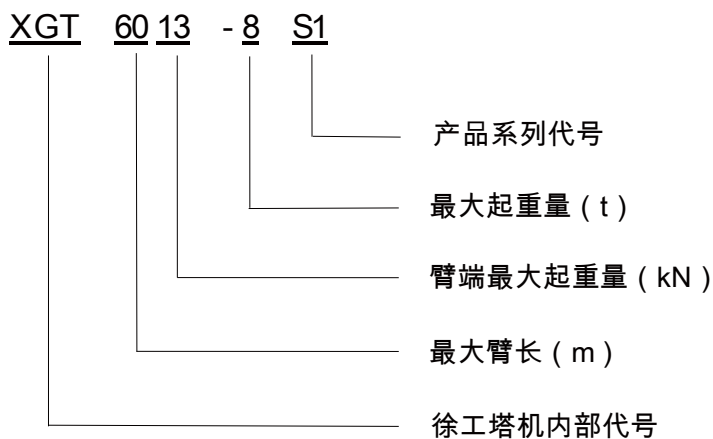 XGT 60 13 - 8 S1
产品系列代号
最大起重量（t）
臂端最大起重量（kN）
最大臂长（m）
徐工塔机内部代号